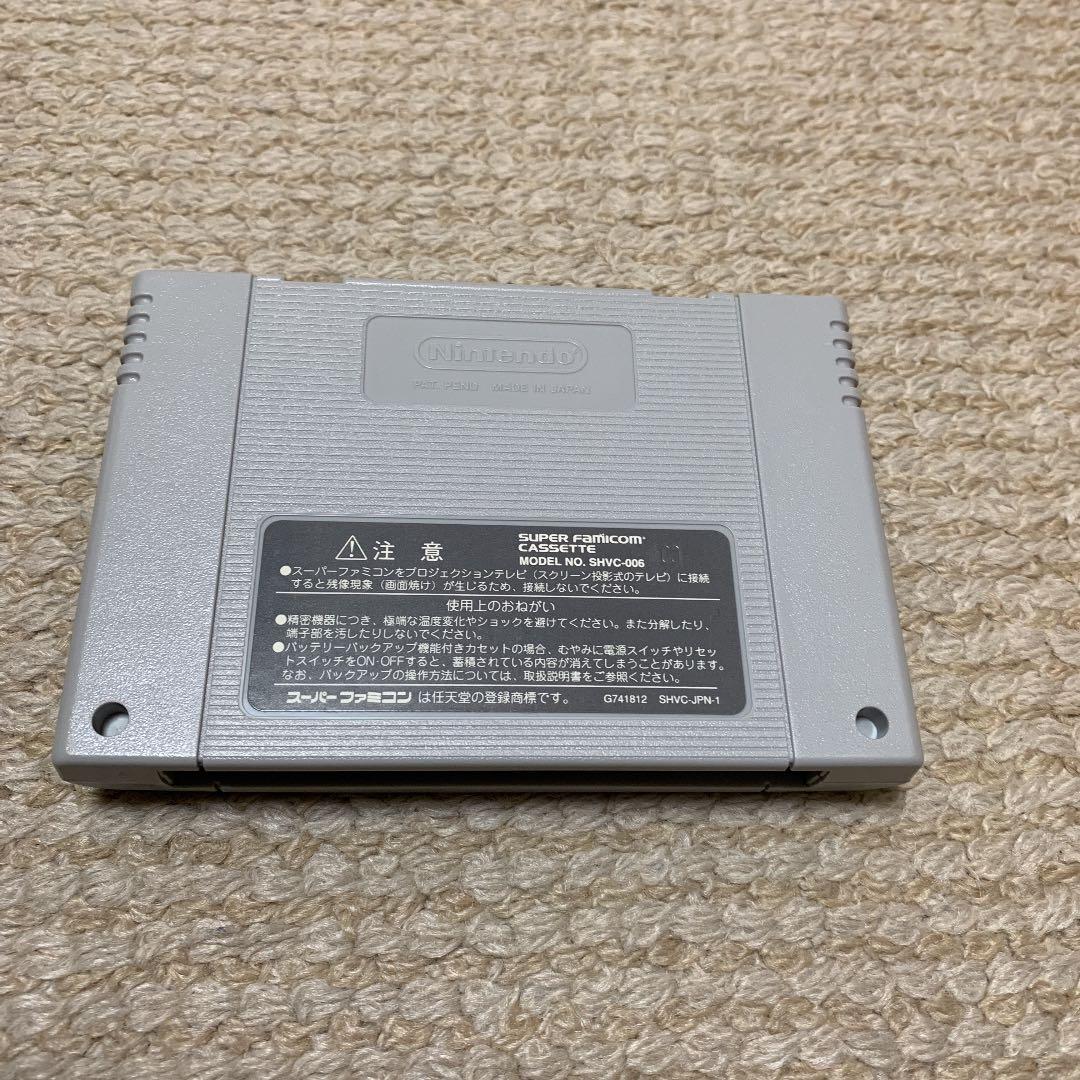 Nintendo®
PAT. PEND MADE IN JAPAN
⚠注意
SUPER FAMICOM®
CASSETTE
MODEL NO. SHVC-006
●スーパーファミコンをプロジェクションテレビ(スクリーン投影式のテレビ)に接続
すると残像現象(画面焼け)が生じるため、接続しないでください。
使用上のおねがい
●精密機器につき、極端な温度変化やショックを避けてください。また分解したり、
端子部を汚したりしないでください。
●バッテリーバックアップ機能付きカセットの場合、むやみに電源スイッチやリセッ
トスイッチをON・OFFすると、蓄積されている内容が消えてしまうことがあります。
なお、バックアップの操作方法については、取扱説明書をご参照ください。
スーパーファミコンは任天堂の登録商標です。 G741812 SHVC-JPN-1